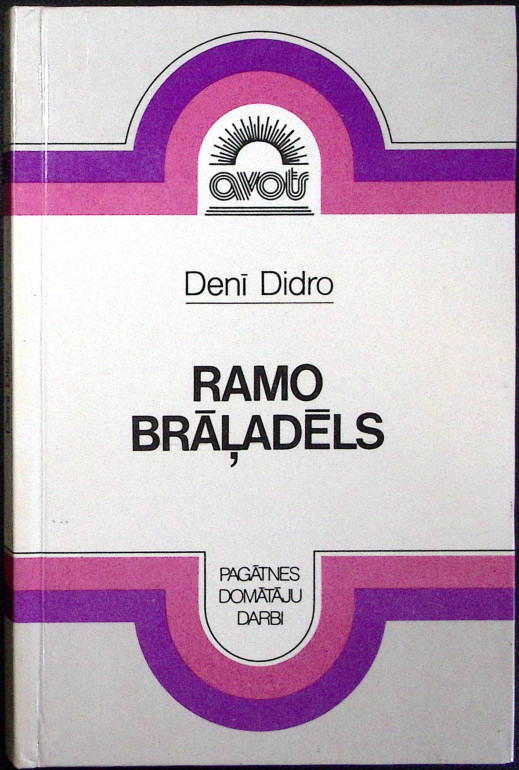 avots
Denī Didro
RAMO
BRĀĻADĒLS
PAGĀTNES
DOMĀTĀJU
DARBI